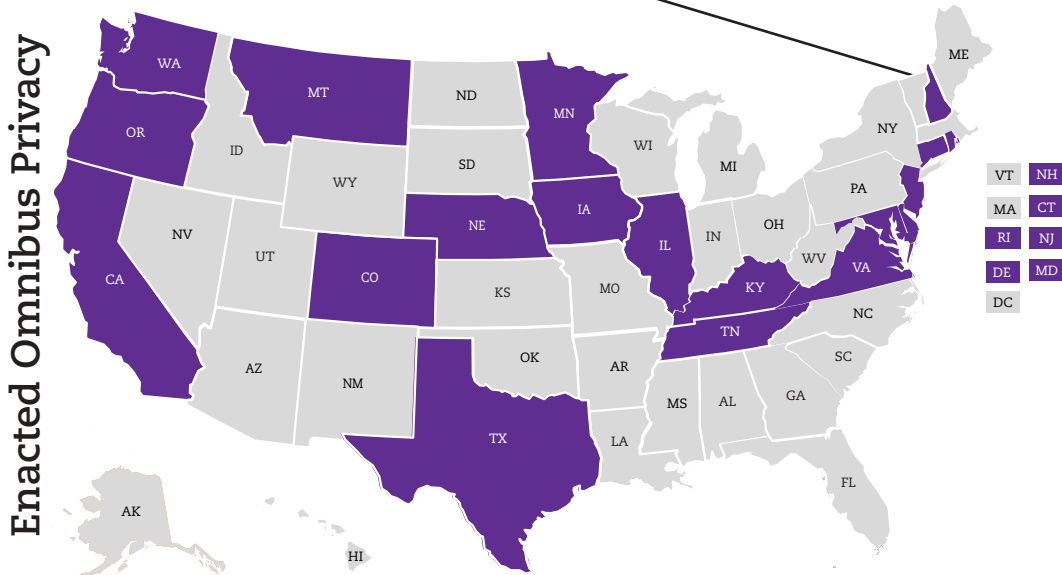 Enacted Omnibus Privacy
WA
MT
ND
MN
ME
OR
ID
SD
WI
MI
NY
WY
VT NH
NE
IA
PA
MA CT
NV
UT
CO
IL
IN
OH
WV
VA
RI NJ
CA
KS
MO
KY
DE MD
DC
NC
TN
AZ
NM
OK
AR
SC
MS
AL
GA
TX
LA
FL
AK
HI